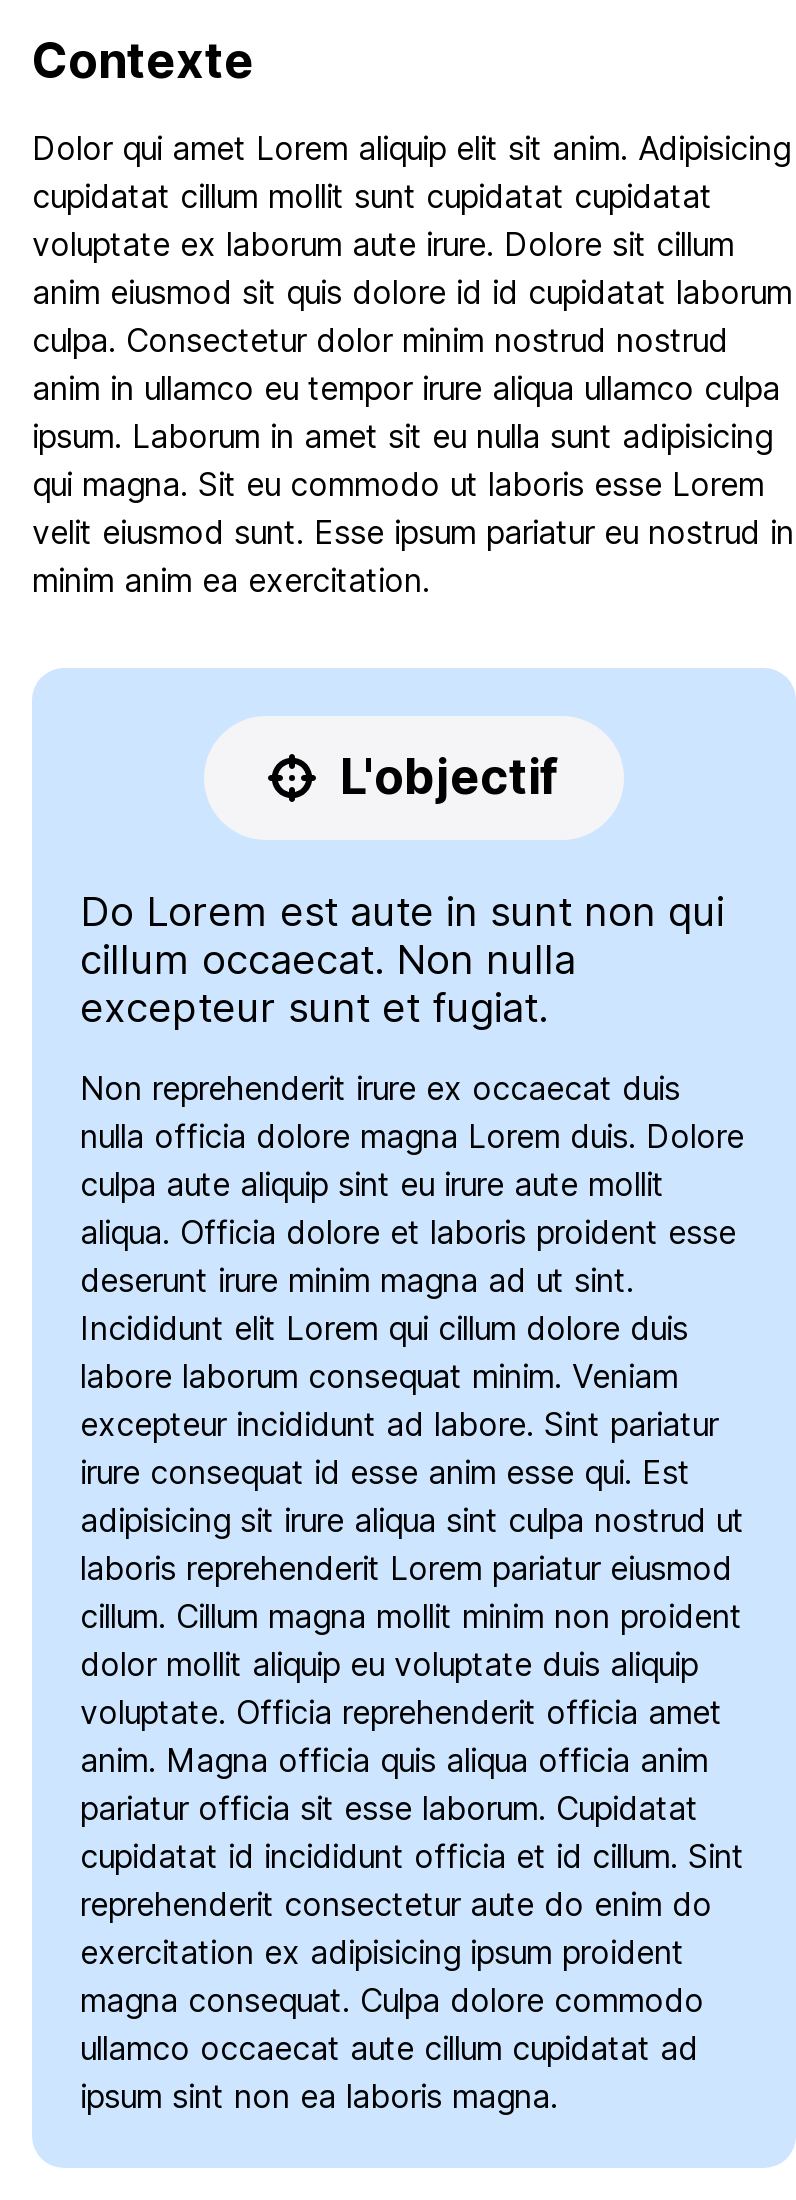 Contexte
Dolor qui amet Lorem aliquip elit sit anim. Adipisicing
cupidatat cillum mollit sunt cupidatat cupidatat
voluptate ex laborum aute irure. Dolore sit cillum
anim eiusmod sit quis dolore id id cupidatat laborum
culpa. Consectetur dolor minim nostrud nostrud
anim in ullamco eu tempor irure aliqua ullamco culpa
ipsum. Laborum in amet sit eu nulla sunt adipisicing
qui magna. Sit eu commodo ut laboris esse Lorem
velit eiusmod sunt. Esse ipsum pariatur eu nostrud in
minim anim ea exercitation.
L'objectif
Do Lorem est aute in sunt non qui
cillum occaecat. Non nulla
excepteur sunt et fugiat.
Non reprehenderit irure ex occaecat duis
nulla officia dolore magna Lorem duis. Dolore
culpa aute aliquip sint eu irure aute mollit
aliqua. Officia dolore et laboris proident esse
deserunt irure minim magna ad ut sint.
Incididunt elit Lorem qui cillum dolore duis
labore laborum consequat minim. Veniam
excepteur incididunt ad labore. Sint pariatur
irure consequat id esse anim esse qui. Est
adipisicing sit irure aliqua sint culpa nostrud ut
laboris reprehenderit Lorem pariatur eiusmod
cillum. Cillum magna mollit minim non proident
dolor mollit aliquip eu voluptate duis aliquip
voluptate. Officia reprehenderit officia amet
anim. Magna officia quis aliqua officia anim
pariatur officia sit esse laborum. Cupidatat
cupidatat id incididunt officia et id cillum. Sint
reprehenderit consectetur aute do enim do
exercitation ex adipisicing ipsum proident
magna consequat. Culpa dolore commodo
ullamco occaecat aute cillum cupidatat ad
ipsum sint non ea laboris magna.